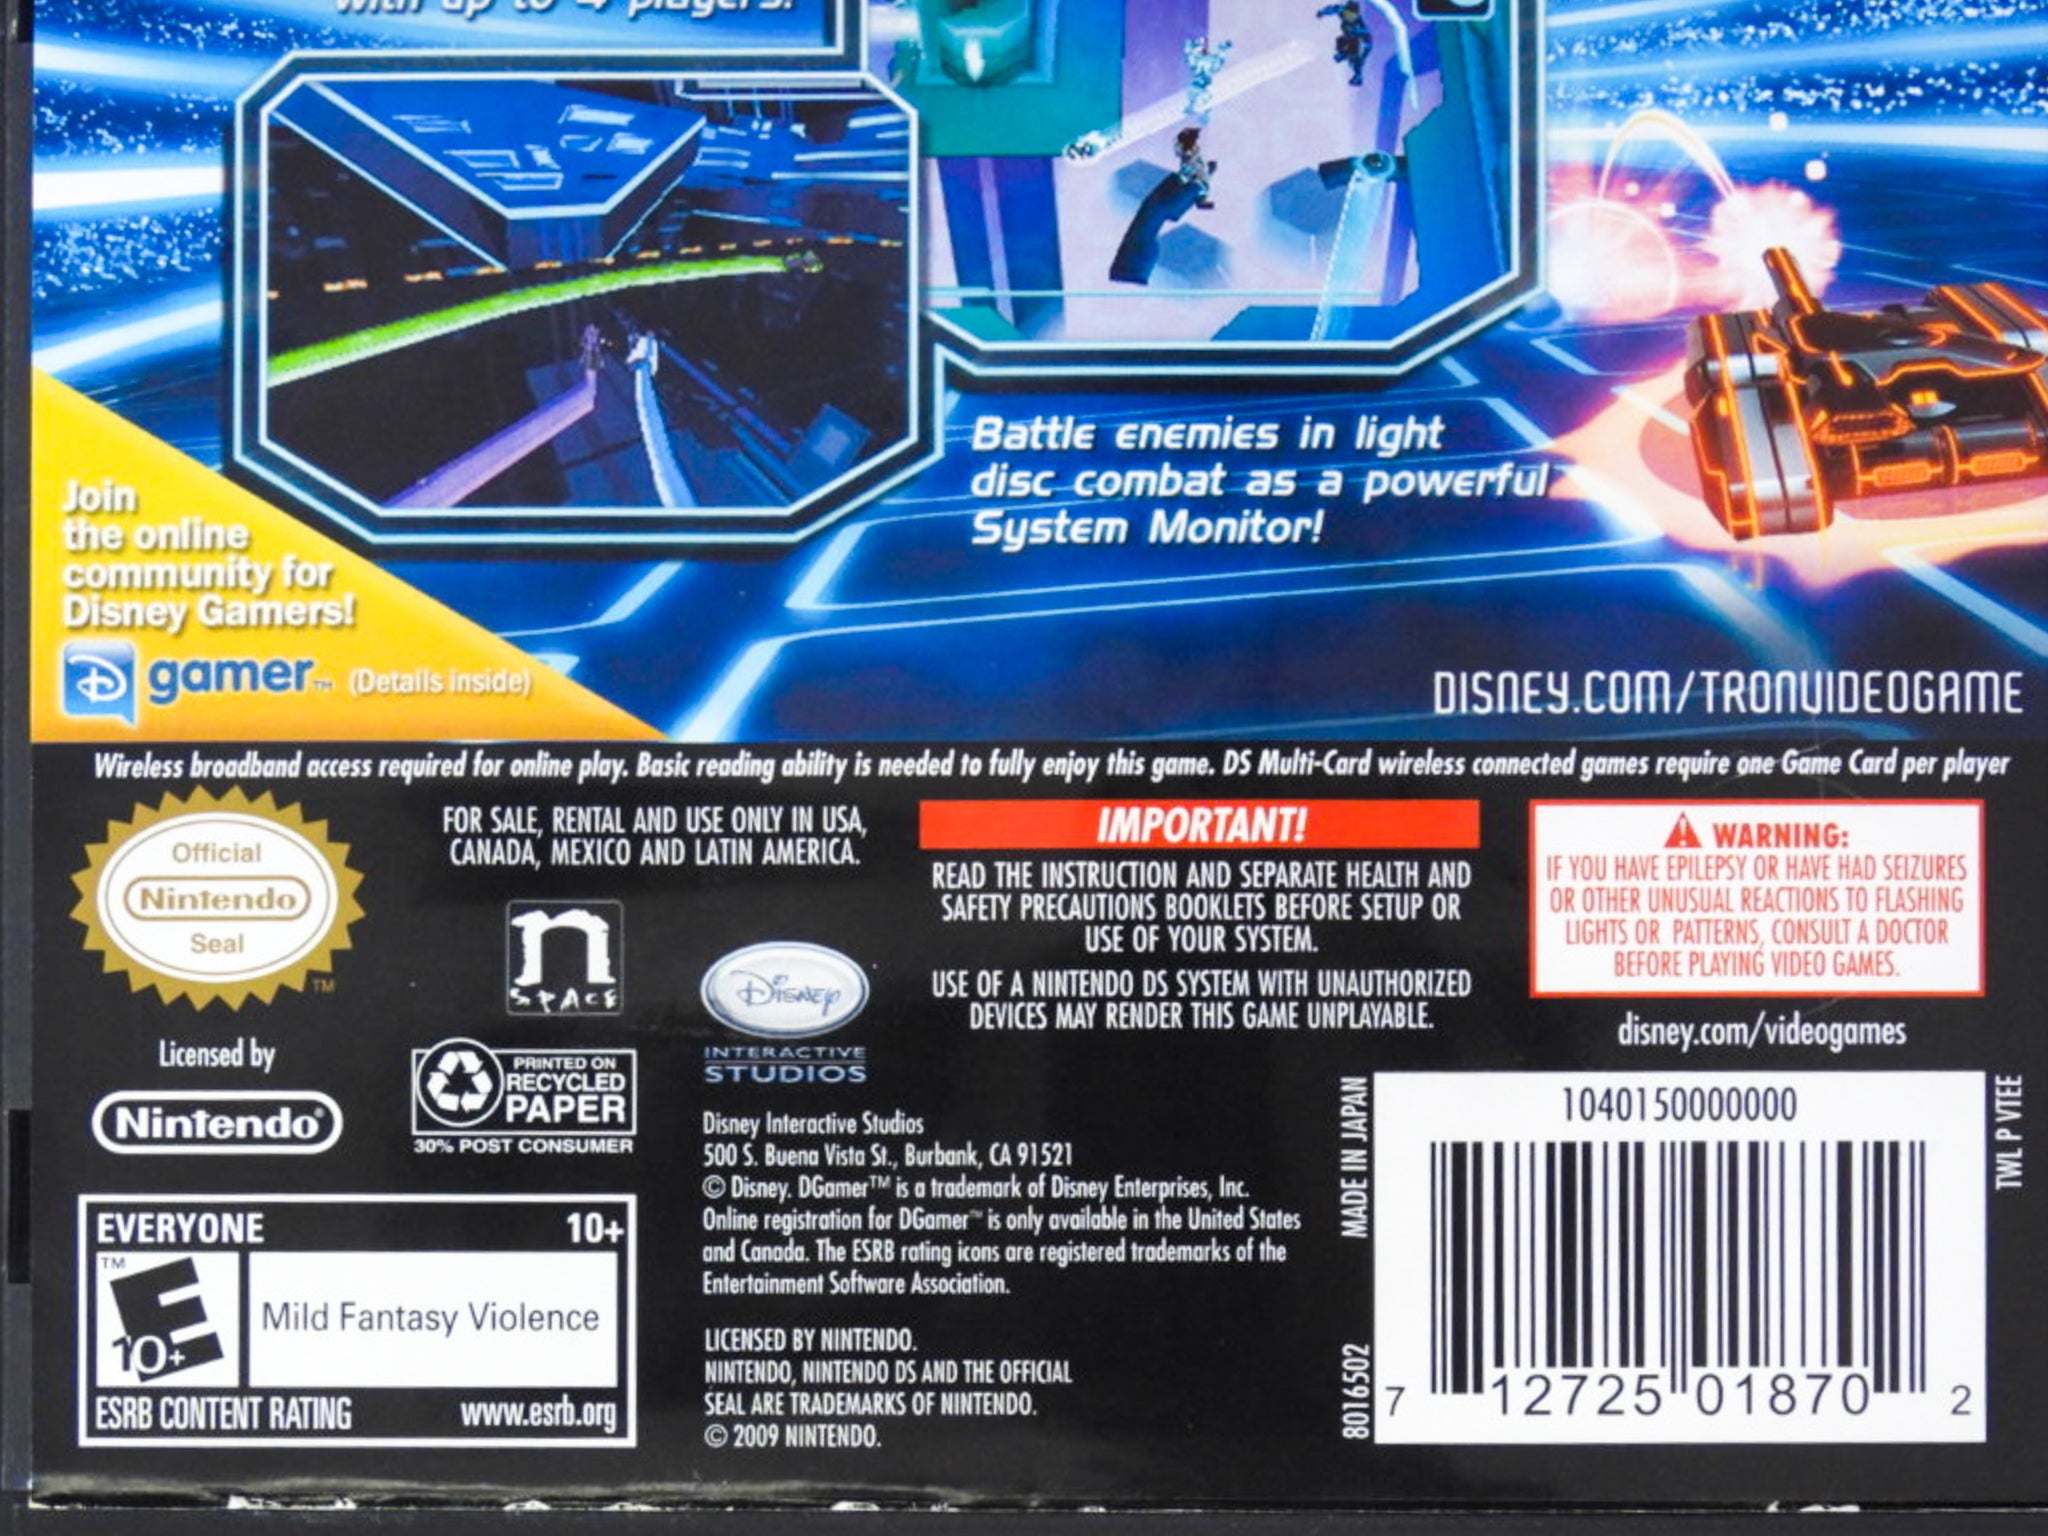 with up to 4 players!
Battle enemies in light
disc combat as a powerful
System Monitor!
Join
the online
community for
Disney Gamers!
D gamer™ (Details inside)
DISNEY.COM/TRONVIDEOGAME
Wireless broadband access required for online play. Basic reading ability is needed to fully enjoy this game. DS Multi-Card wireless connected games require one Game Card per player
Official
Nintendo
Seal
™
FOR SALE, RENTAL AND USE ONLY IN USA,
CANADA, MEXICO AND LATIN AMERICA.
n
SPACE
Disney
INTERACTIVE
STUDIOS
IMPORTANT!
READ THE INSTRUCTION AND SEPARATE HEALTH AND
SAFETY PRECAUTIONS BOOKLETS BEFORE SETUP OR
USE OF YOUR SYSTEM.
USE OF A NINTENDO DS SYSTEM WITH UNAUTHORIZED
DEVICES MAY RENDER THIS GAME UNPLAYABLE.
WARNING:
IF YOU HAVE EPILEPSY OR HAVE HAD SEIZURES
OR OTHER UNUSUAL REACTIONS TO FLASHING
LIGHTS OR PATTERNS, CONSULT A DOCTOR
BEFORE PLAYING VIDEO GAMES.
disney.com/videogames
Licensed by
Nintendo®
PRINTED ON
RECYCLED
PAPER
30% POST CONSUMER
EVERYONE 10+
™
E
10+
Mild Fantasy Violence
ESRB CONTENT RATING www.esrb.org
Disney Interactive Studios
500 S. Buena Vista St., Burbank, CA 91521
© Disney. DGamer™ is a trademark of Disney Enterprises, Inc.
Online registration for DGamer™ is only available in the United States
and Canada. The ESRB rating icons are registered trademarks of the
Entertainment Software Association.
LICENSED BY NINTENDO.
NINTENDO, NINTENDO DS AND THE OFFICIAL
SEAL ARE TRADEMARKS OF NINTENDO.
© 2009 NINTENDO.
MADE IN JAPAN
8016502
1040150000000
7 12725 01870 2
TWL P VTEE